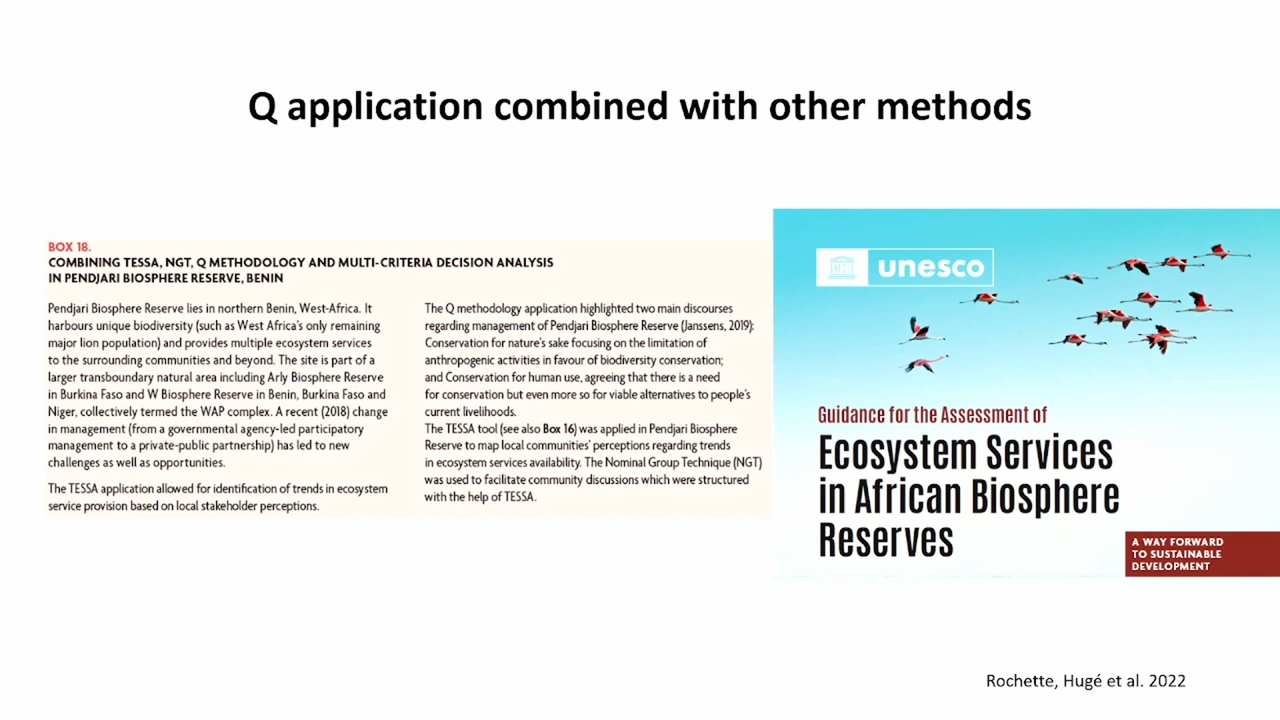 Q application combined with other methods
BOX 18.
COMBINING TESSA, NGT, Q METHODOLOGY AND MULTI-CRITERIA DECISION ANALYSIS
IN PENDJARI BIOSPHERE RESERVE, BENIN
Pendjari Biosphere Reserve lies in northern Benin, West-Africa. It
harbours unique biodiversity (such as West Africa's only remaining
major lion population) and provides multiple ecosystem services
to the surrounding communities and beyond. The site is part of a
larger transboundary natural area including Arly Biosphere Reserve
in Burkina Faso and W Biosphere Reserve in Benin, Burkina Faso and
Niger, collectively termed the WAP complex. A recent (2018) change
in management (from a governmental agency-led participatory
management to a private-public partnership) has led to new
challenges as well as opportunities.
The TESSA application allowed for identification of trends in ecosystem
service provision based on local stakeholder perceptions.
The Q methodology application highlighted two main discourses
regarding management of Pendjari Biosphere Reserve (Janssens, 2019):
Conservation for nature's sake focusing on the limitation of
anthropogenic activities in favour of biodiversity conservation;
and Conservation for human use, agreeing that there is a need
for conservation but even more so for viable alternatives to people's
current livelihoods.
The TESSA tool (see also Box 16) was applied in Pendjari Biosphere
Reserve to map local communities' perceptions regarding trends
in ecosystem services availability. The Nominal Group Technique (NGT)
was used to facilitate community discussions which were structured
with the help of TESSA.
unesco
Guidance for the Assessment of
Ecosystem Services
in African Biosphere
Reserves
A WAY FORWARD
TO SUSTAINABLE
DEVELOPMENT
Rochette, Hugé et al. 2022